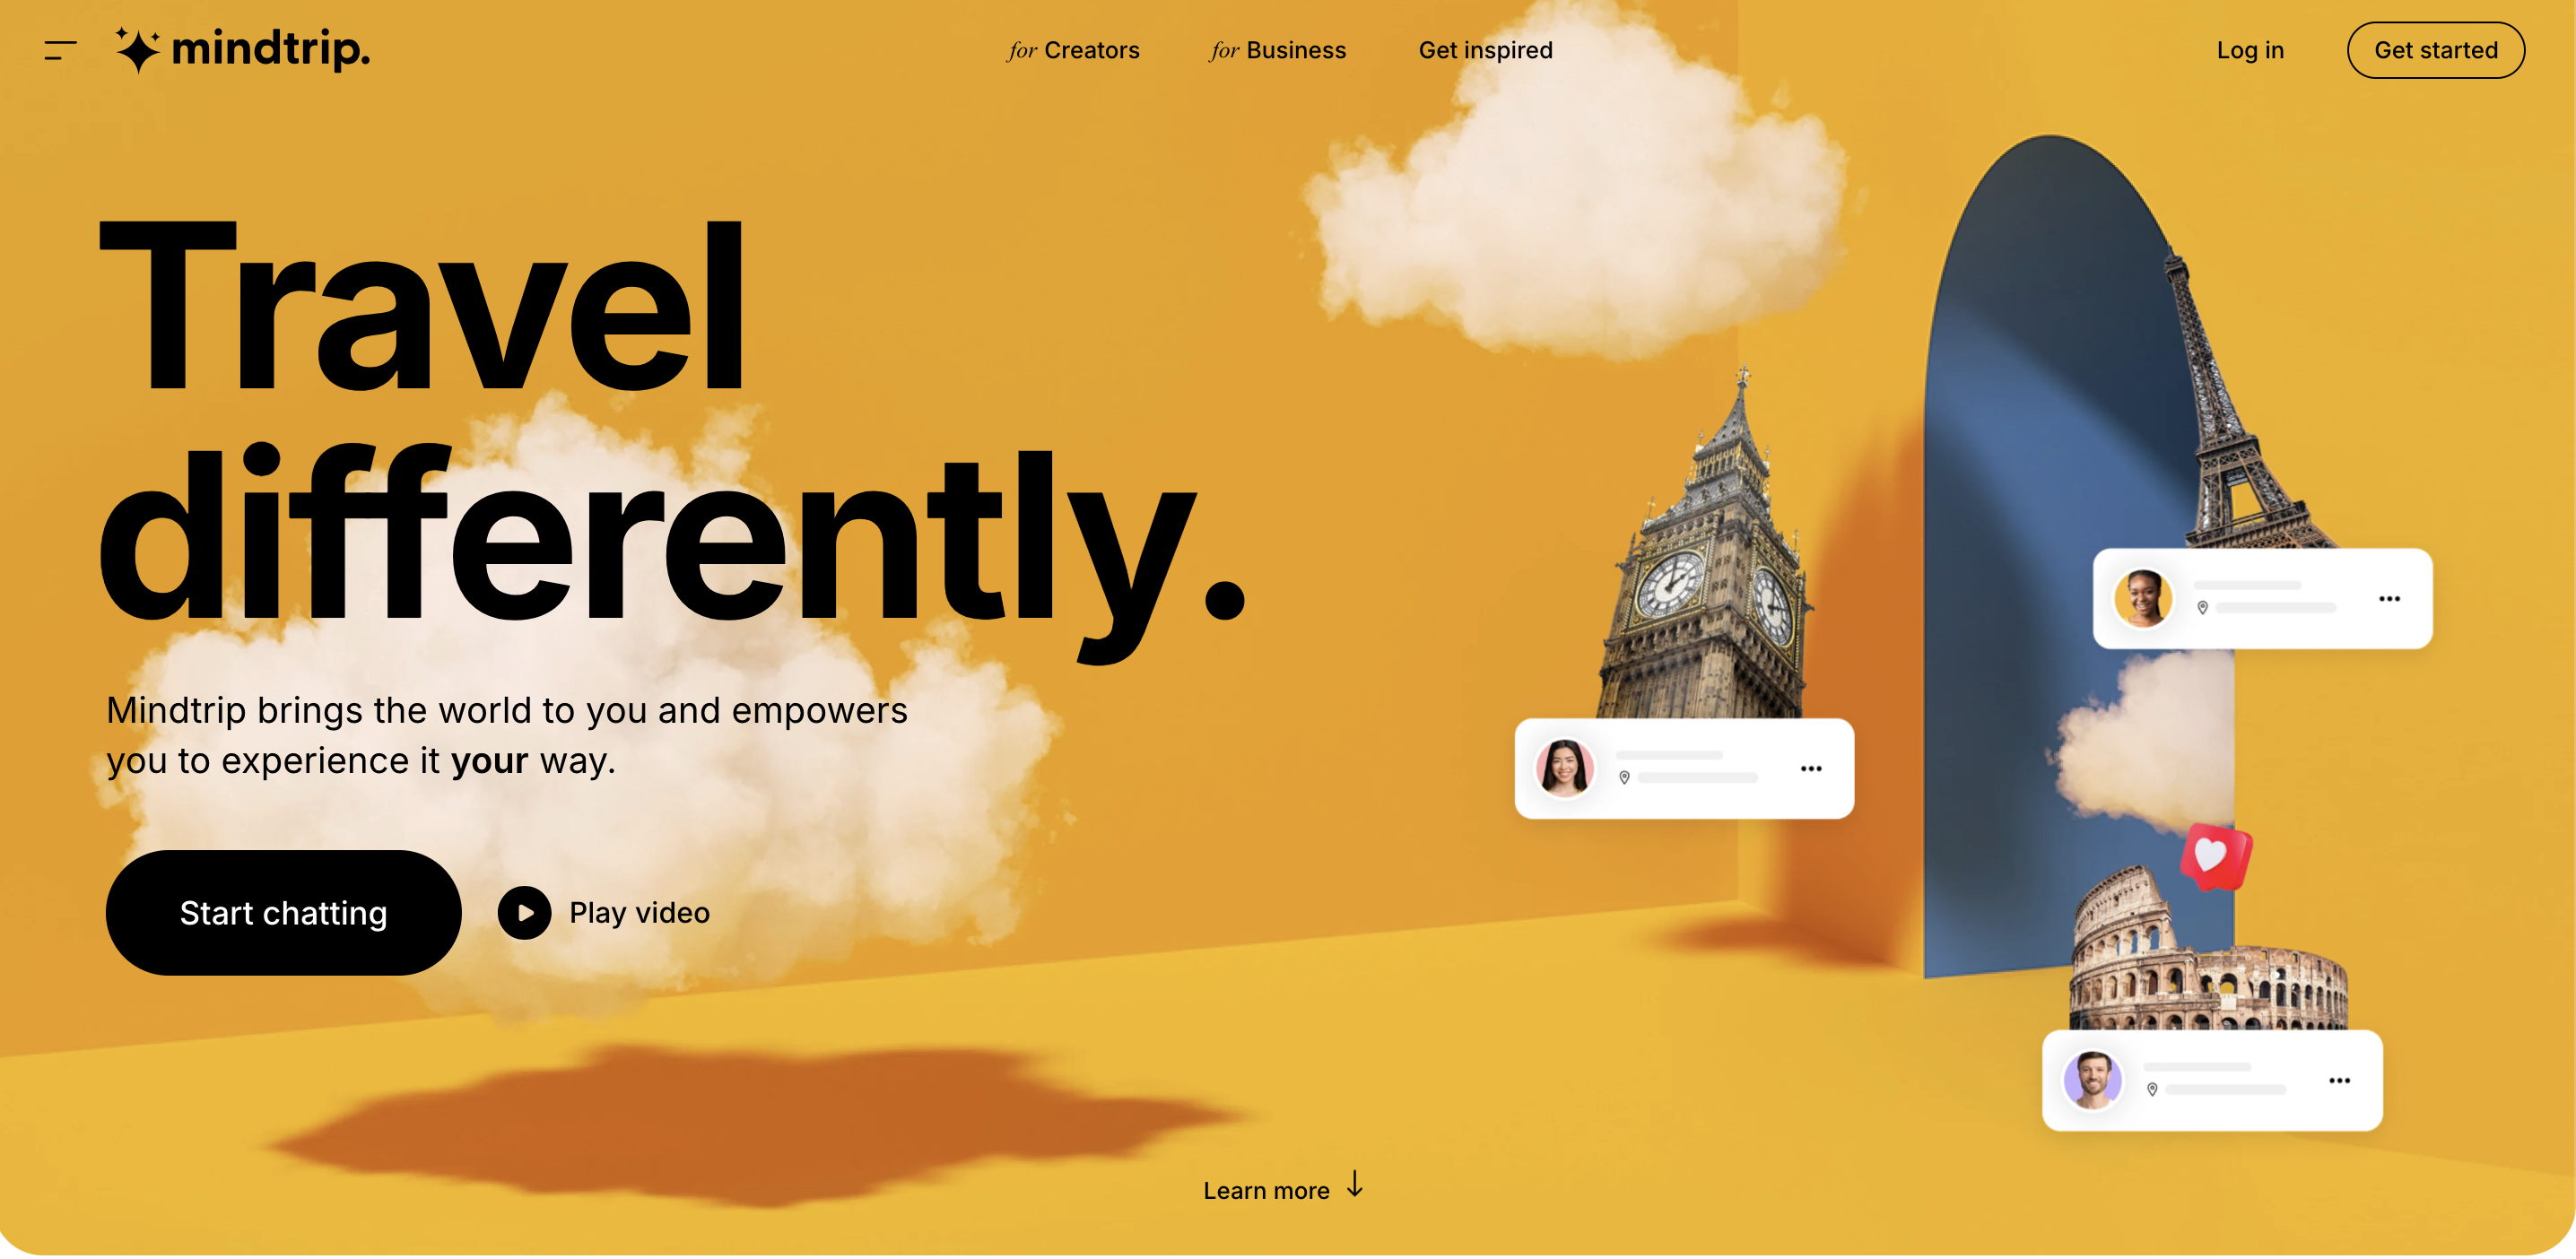 mindtrip.
for Creators
for Business
Get inspired
Log in
Get started
Travel
differently.
Mindtrip brings the world to you and empowers
you to experience it your way.
Start chatting
Play video
Learn more ↓